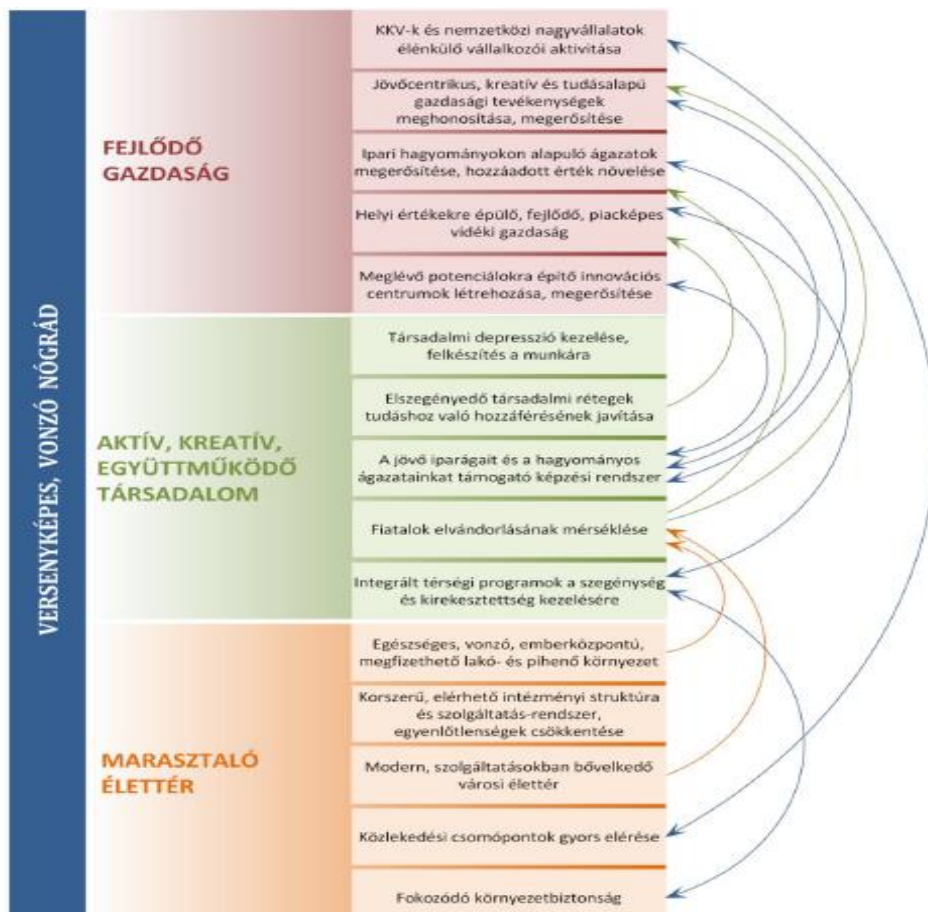 VERSENYKÉPES, VONZÓ NÓGRÁD
FEJLŐDŐ
GAZDASÁG
KKV-k és nemzetközi nagyvállalatok
élénkülő vállalkozói aktivitása
Jövőcentrikus, kreatív és tudásalapú
gazdasági tevékenységek
meghonosítása, megerősítése
Ipari hagyományokon alapuló ágazatok
megerősítése, hozzáadott érték növelése
Helyi értékekre épülő, fejlődő, piacképes
vidéki gazdaság
Meglévő potenciálokra építő innovációs
centrumok létrehozása, megerősítése
AKTÍV, KREATÍV,
EGYÜTTMŰKÖDŐ
TÁRSADALOM
Társadalmi depresszió kezelése,
felkészítés a munkára
Elszegényedő társadalmi rétegek
tudáshoz való hozzáférésének javítása
A jövő iparágait és a hagyományos
ágazatainkat támogató képzési rendszer
Fiatalok elvándorlásának mérséklése
Integrált térségi programok a szegénység
és kirekesztettség kezelésére
MARASZTALÓ
ÉLETTÉR
Egészséges, vonzó, emberközpontú,
megfizethető lakó- és pihenő környezet
Korszerű, elérhető intézményi struktúra
és szolgáltatás-rendszer,
egyenlőtlenségek csökkentése
Modern, szolgáltatásokban bővelkedő
városi élettér
Közlekedési csomópontok gyors elérése
Fokozódó környezetbiztonság